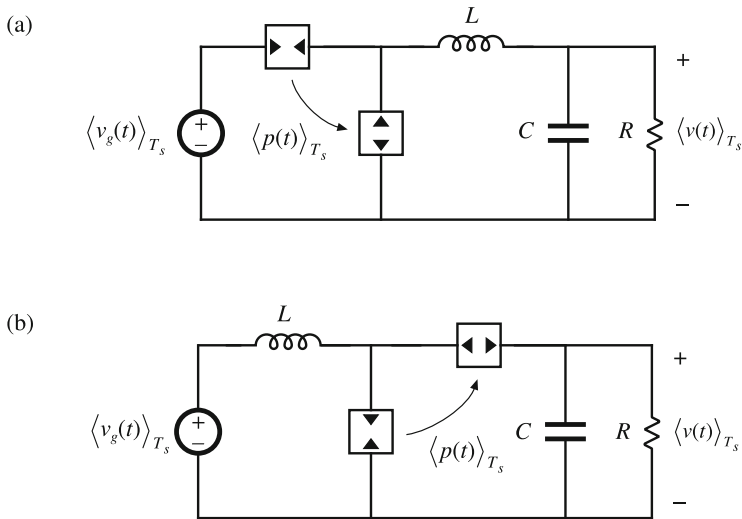 (a)
L
+
⟨v_g(t)⟩_{T_s}
+
−
⟨p(t)⟩_{T_s}
C
R
⟨v(t)⟩_{T_s}
−
(b)
L
+
⟨v_g(t)⟩_{T_s}
+
−
⟨p(t)⟩_{T_s}
C
R
⟨v(t)⟩_{T_s}
−